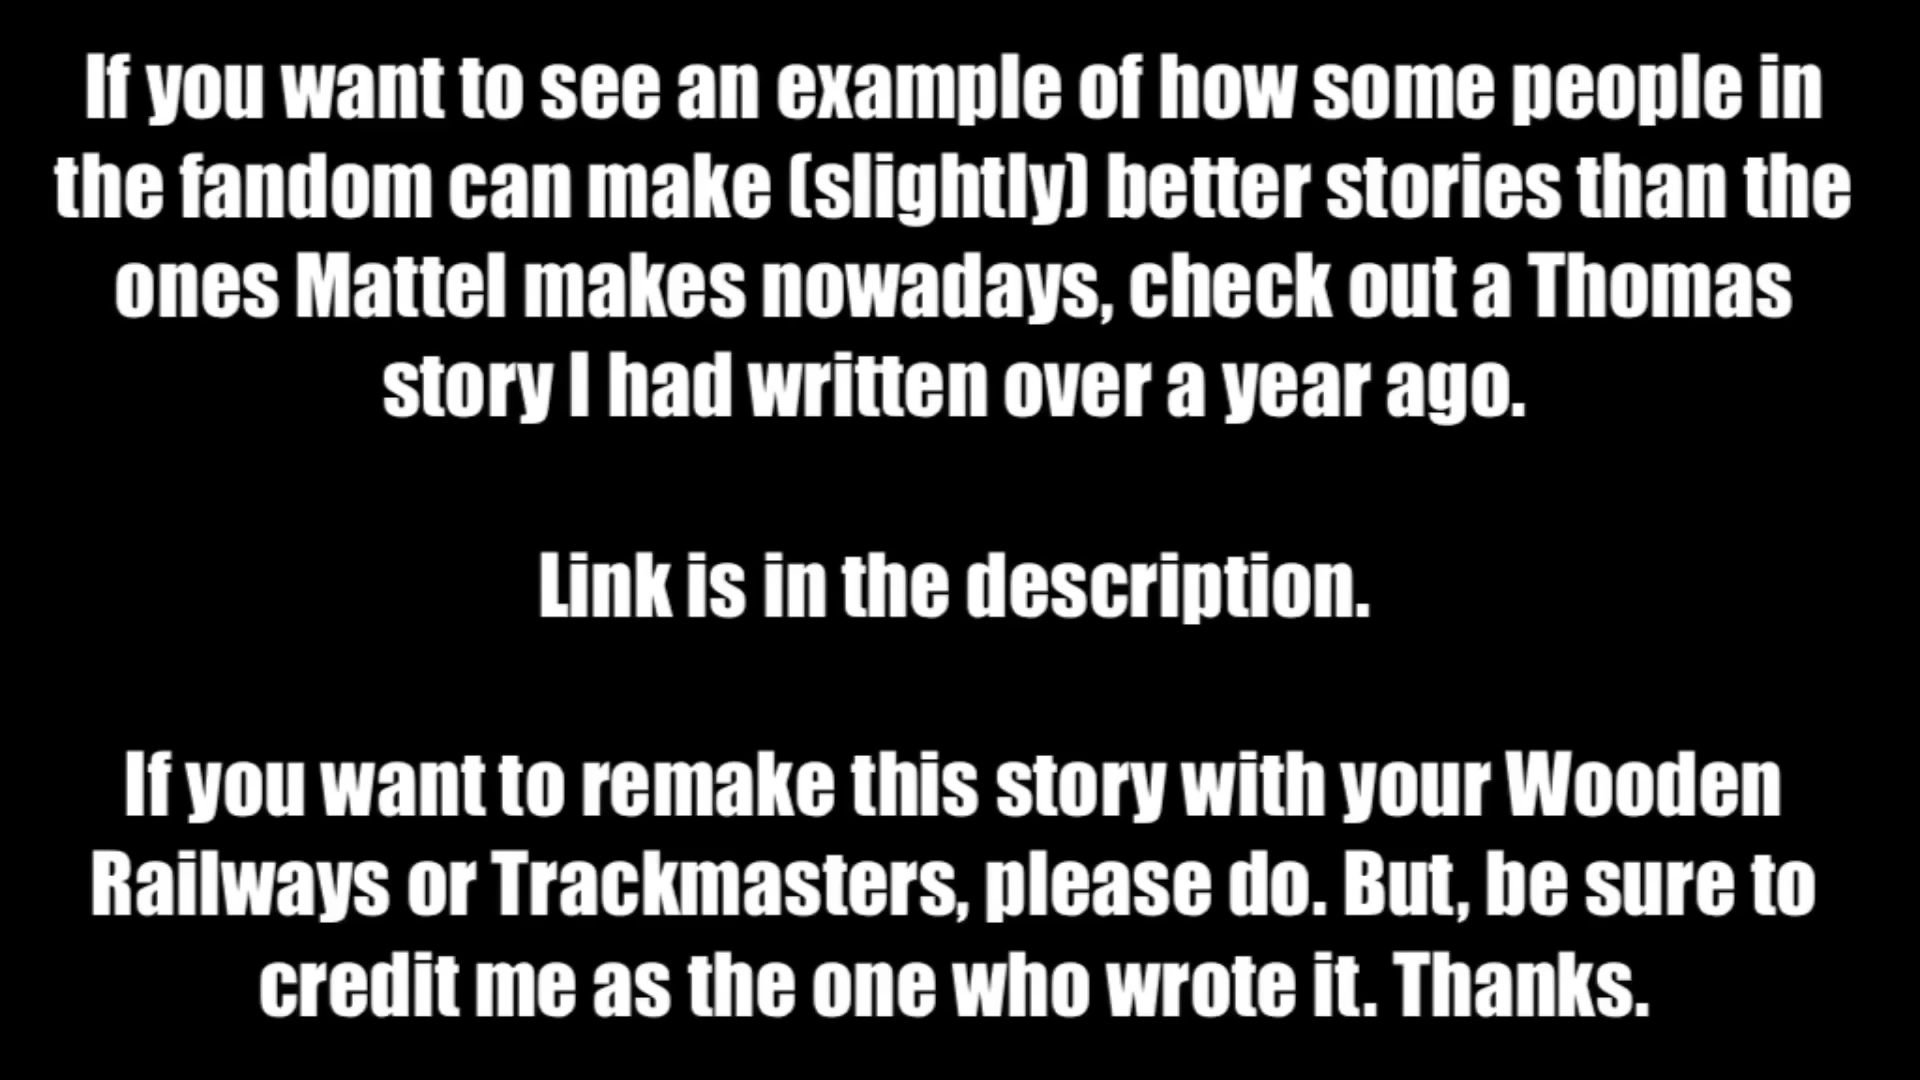 If you want to see an example of how some people in
the fandom can make (slightly) better stories than the
ones Mattel makes nowadays, check out a Thomas
story I had written over a year ago.
Link is in the description.
If you want to remake this story with your Wooden
Railways or Trackmasters, please do. But, be sure to
credit me as the one who wrote it. Thanks.